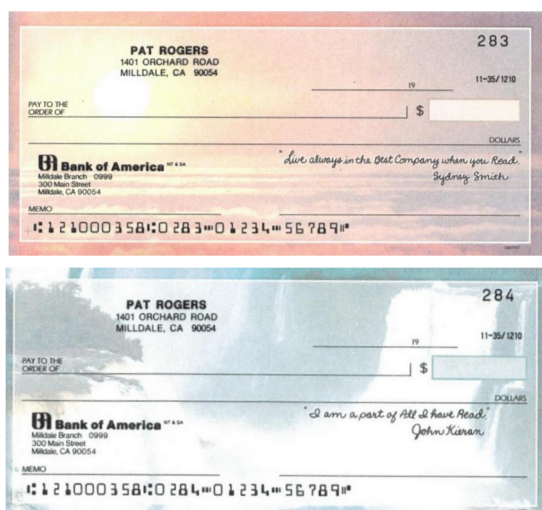 283
PAT ROGERS
1401 ORCHARD ROAD
MILLDALE, CA 90054
11-35/1210
19
PAY TO THE
ORDER OF
$
DOLLARS
Bank of America NT & SA
Milldale Branch 0999
300 Main Street
Milldale, CA 90054
"Live always in the Best Company when you Read."
Sydney Smith
MEMO
⑆121000358⑆0283⑈01234⑈56789⑈
284
PAT ROGERS
1401 ORCHARD ROAD
MILLDALE, CA 90054
11-35/1210
19
PAY TO THE
ORDER OF
$
DOLLARS
Bank of America NT & SA
Milldale Branch 0999
300 Main Street
Milldale, CA 90054
"I am a part of All I have Read."
John Kieran
MEMO
⑆121000358⑆0284⑈01234⑈56789⑈